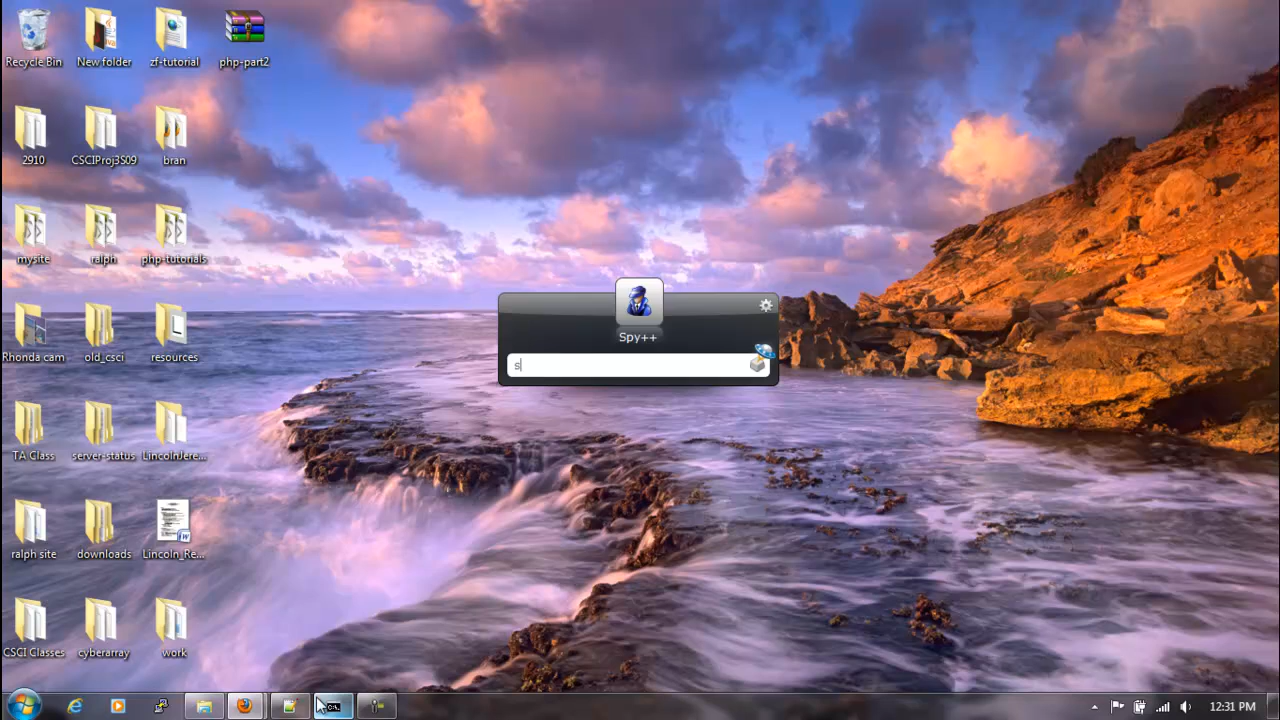 Recycle Bin
New folder
zf-tutorial
php-part2
2910
CSCIProj3S09
bran
mysite
ralph
php-tutorials
Spy++
s
Rhonda cam
old_csci
resources
TA Class
server-status
LincolnJere...
ralph site
downloads
Lincoln_Re...
CSCI Classes
cyberarray
work
C:\.
12:31 PM